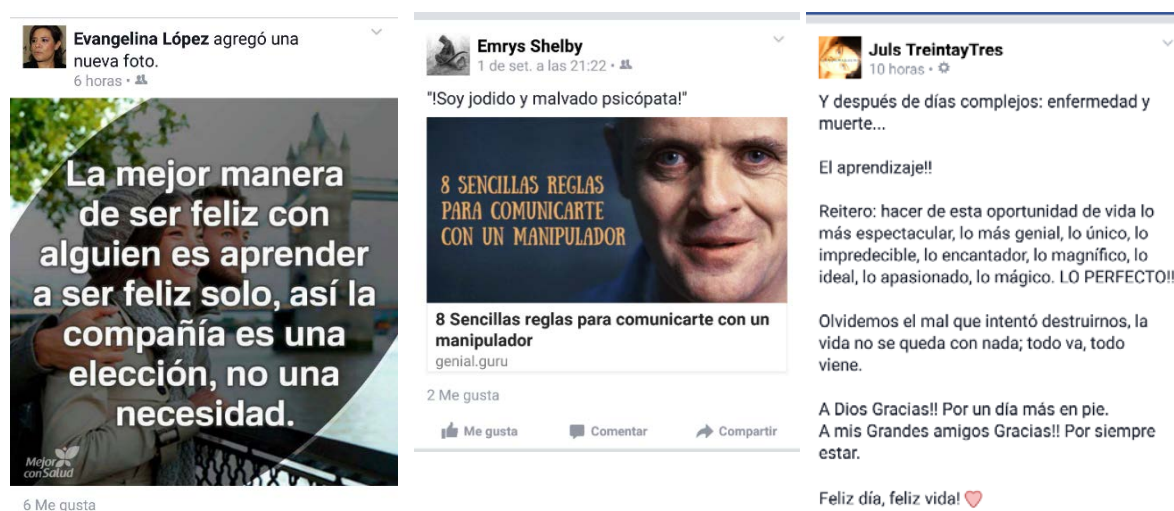 Evangelina López agregó una
nueva foto.
6 horas •
La mejor manera
de ser feliz con
alguien es aprender
a ser feliz solo, así la
compañía es una
elección, no una
necesidad.
Mejor
con Salud
6 Me gusta
Emrys Shelby
1 de set. a las 21:22 •
"!Soy jodido y malvado psicópata!"
8 SENCILLAS REGLAS
PARA COMUNICARTE
CON UN MANIPULADOR
8 Sencillas reglas para comunicarte con un
manipulador
genial.guru
2 Me gusta
Me gusta Comentar Compartir
Juls TreintayTres
10 horas •
Y después de días complejos: enfermedad y
muerte...
El aprendizaje!!
Reitero: hacer de esta oportunidad de vida lo
más espectacular, lo más genial, lo único, lo
impredecible, lo encantador, lo magnífico, lo
ideal, lo apasionado, lo mágico. LO PERFECTO!!
Olvidemos el mal que intentó destruirnos, la
vida no se queda con nada; todo va, todo
viene.
A Dios Gracias!! Por un día más en pie.
A mis Grandes amigos Gracias!! Por siempre
estar.
Feliz día, feliz vida!